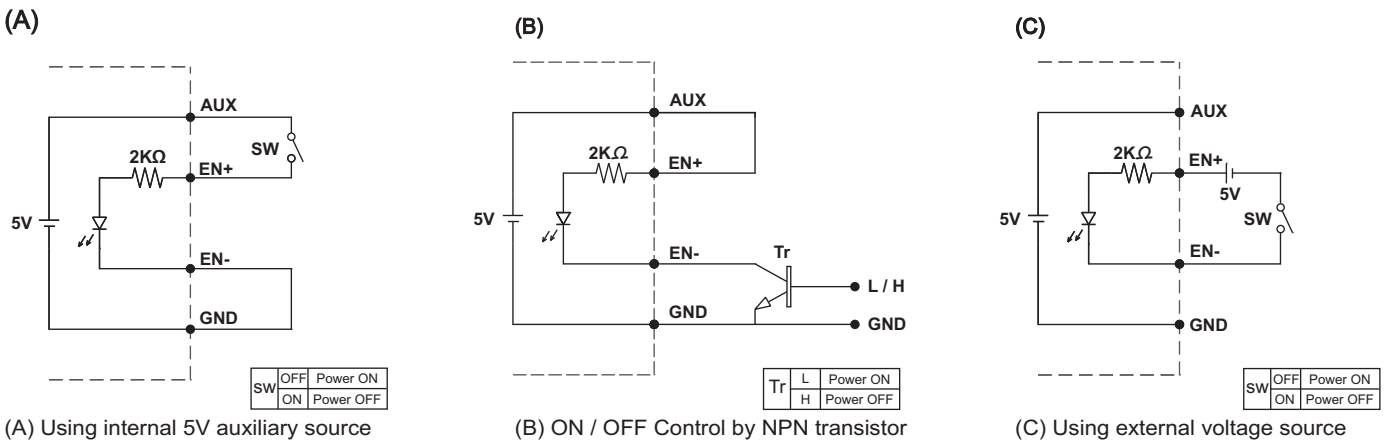 (A)
AUX
SW
2KΩ
EN+
5V
EN-
GND
SW OFF Power ON
ON Power OFF
(A) Using internal 5V auxiliary source
(B)
AUX
2KΩ
EN+
5V
EN-
Tr
L / H
GND
GND
Tr L Power ON
H Power OFF
(B) ON / OFF Control by NPN transistor
(C)
AUX
2KΩ
EN+
5V
SW
5V
EN-
GND
SW OFF Power ON
ON Power OFF
(C) Using external voltage source